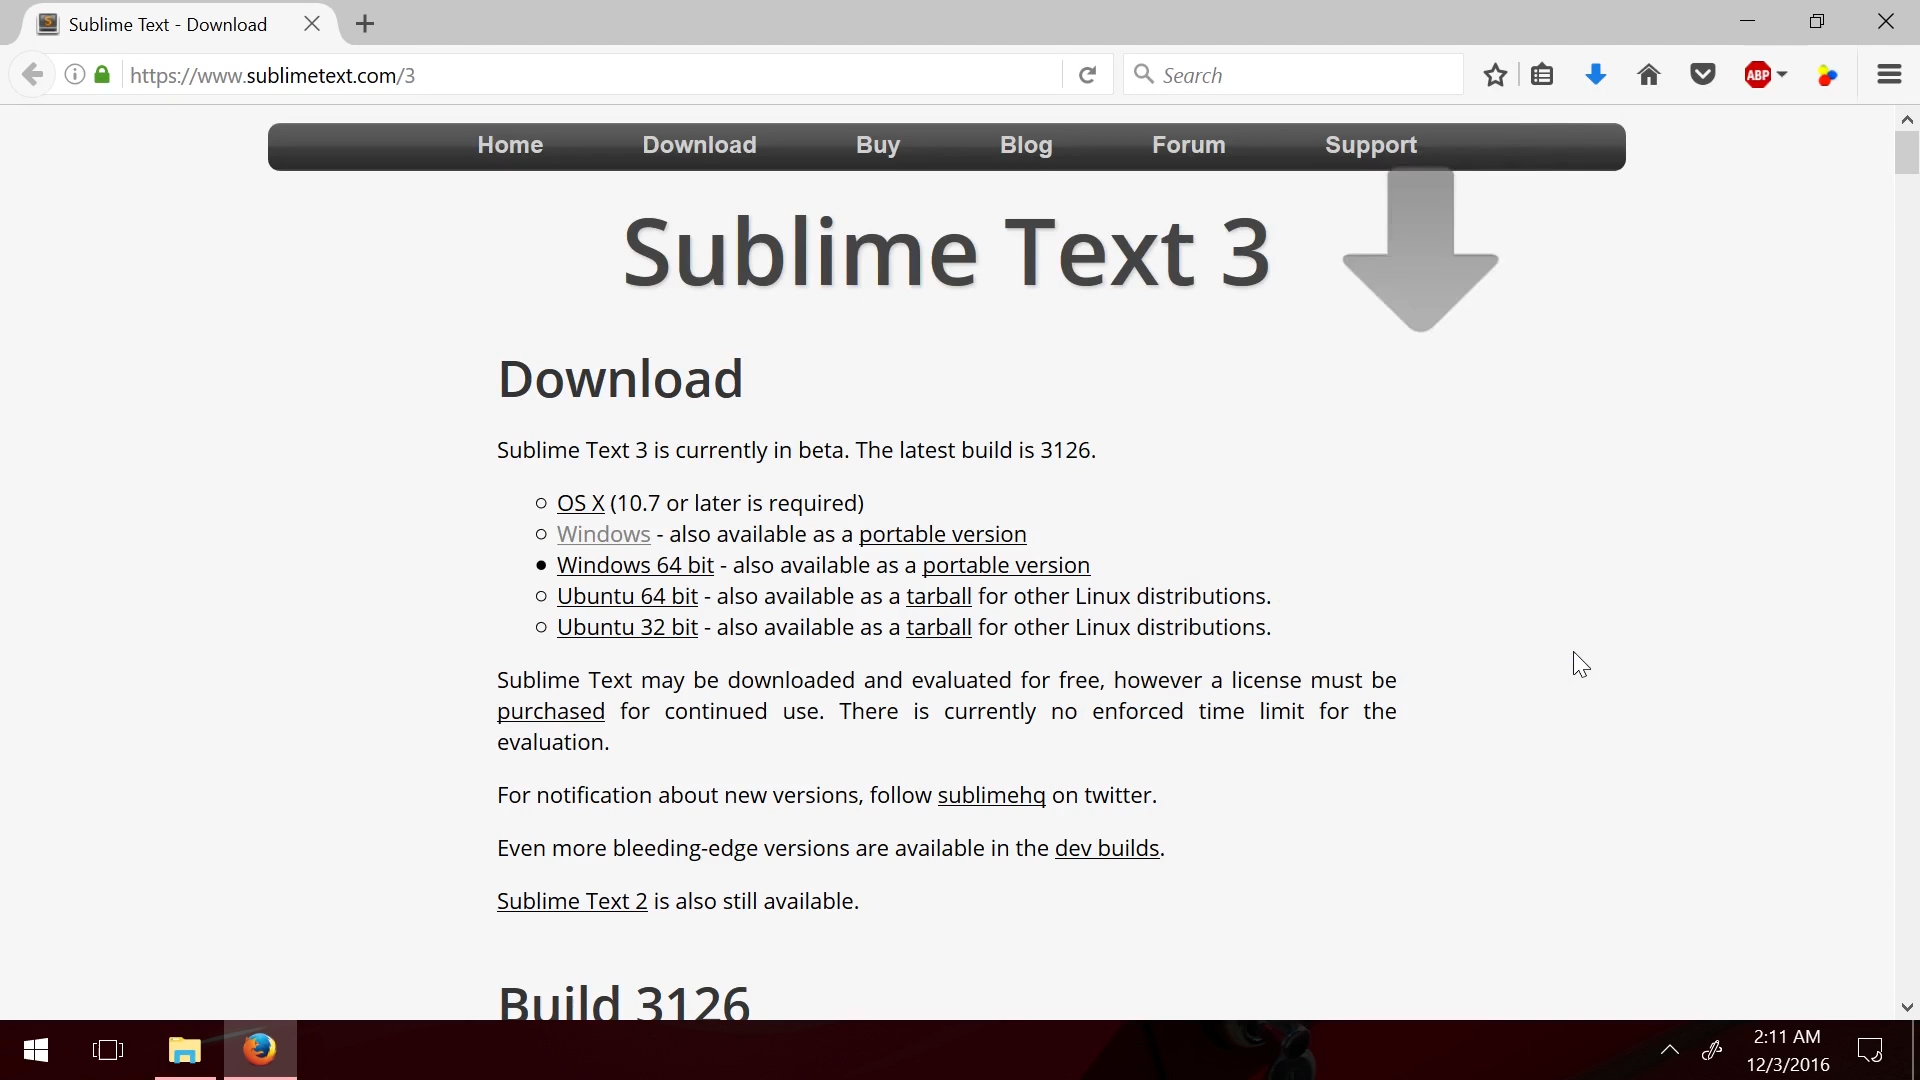 Sublime Text - Download
https://www.sublimetext.com/3
Search
ABP
Home Download Buy Blog Forum Support
Sublime Text 3
Download
Sublime Text 3 is currently in beta. The latest build is 3126.
OS X (10.7 or later is required)
Windows - also available as a portable version
Windows 64 bit - also available as a portable version
Ubuntu 64 bit - also available as a tarball for other Linux distributions.
Ubuntu 32 bit - also available as a tarball for other Linux distributions.
Sublime Text may be downloaded and evaluated for free, however a license must be
purchased for continued use. There is currently no enforced time limit for the
evaluation.
For notification about new versions, follow sublimehq on twitter.
Even more bleeding-edge versions are available in the dev builds.
Sublime Text 2 is also still available.
Build 3126
2:11 AM
12/3/2016